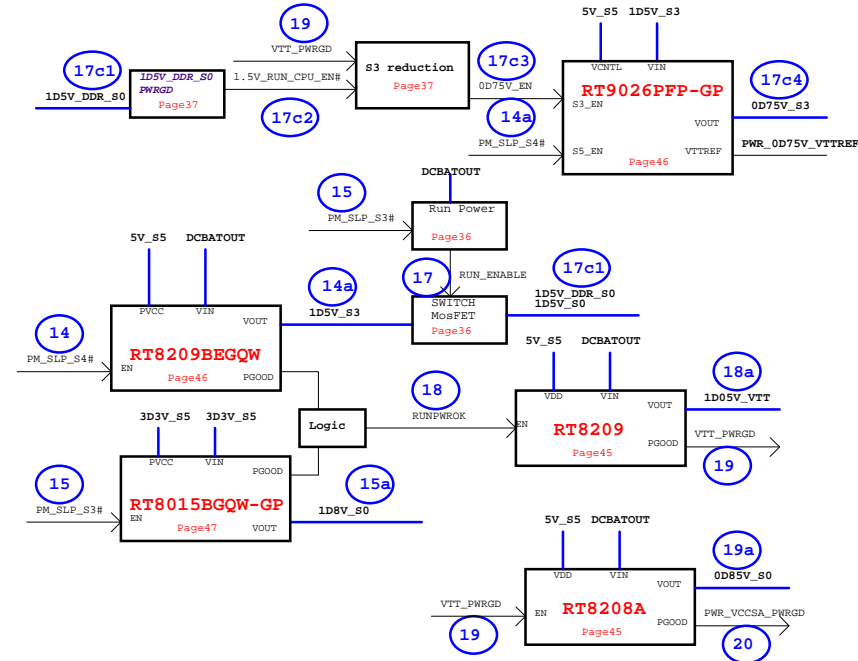 19
5V_S5 1D5V_S3
VTT_PWRGD
17c1
1D5V_DDR_S0
PWRGD
Page37
1D5V_DDR_S0
1.5V_RUN_CPU_EN#
17c2
S3 reduction
Page37
17c3
0D75V_EN
14a
PM_SLP_S4#
VCNTL VIN
RT9026PFP-GP
S3_EN
VOUT
S5_EN VTTREF
Page46
17c4
0D75V_S3
PWR_0D75V_VTTREF
DCBATOUT
15
PM_SLP_S3#
Run Power
Page36
17
RUN_ENABLE
17c1
1D5V_DDR_S0
1D5V_S0
SWITCH
MosFET
Page36
5V_S5 DCBATOUT
14a
1D5V_S3
PVCC VIN
VOUT
14
PM_SLP_S4#
EN
RT8209BEGQW
Page46
PGOOD
Logic
18
RUNPWROK
5V_S5 DCBATOUT
18a
1D05V_VTT
VDD VIN
VOUT
EN
RT8209
PGOOD
Page45
VTT_PWRGD
19
3D3V_S5 3D3V_S5
15
PM_SLP_S3#
PVCC VIN
PGOOD
RT8015BGQW-GP
EN
Page47
VOUT
15a
1D8V_S0
5V_S5 DCBATOUT
19a
0D85V_S0
VDD VIN
VOUT
VTT_PWRGD
19
EN
RT8208A
PGOOD
Page45
PWR_VCCSA_PWRGD
20